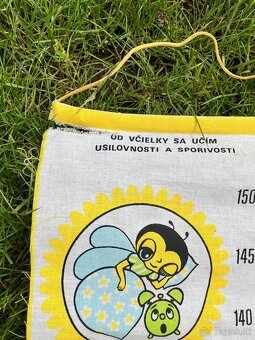 OD VČIELKY SA UČÍM
USILOVNOSTI A SPORIVOSTI
150
145
140